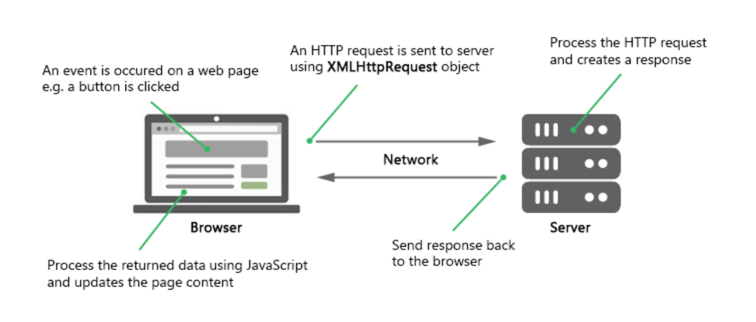 An event is occured on a web page
e.g. a button is clicked
An HTTP request is sent to server
using XMLHttpRequest object
Process the HTTP request
and creates a response
Network
Browser
Server
Process the returned data using JavaScript
and updates the page content
Send response back
to the browser